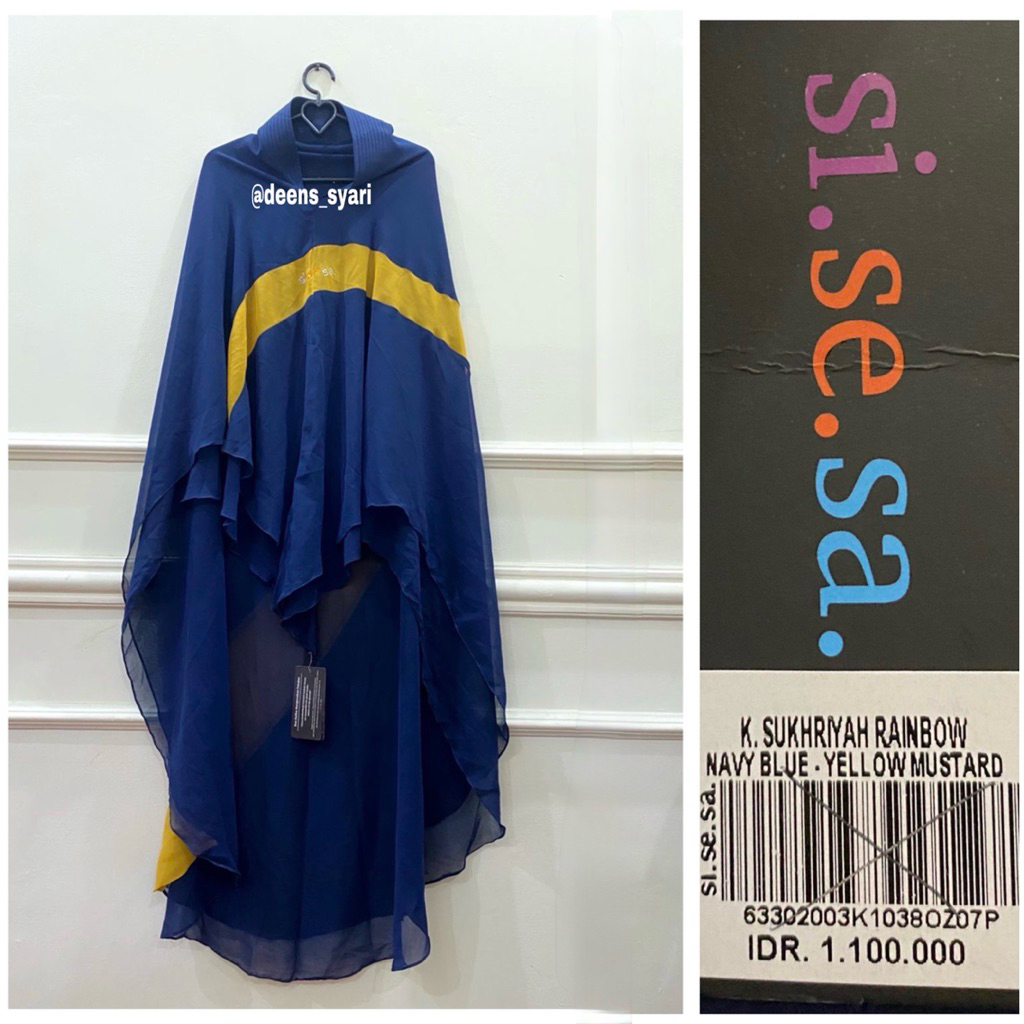 @deens_syari
si.se.sa.
K. SUKHRIYAH RAINBOW
NAVY BLUE - YELLOW MUSTARD
si.se.sa.
63302003K1038OZ07P
IDR. 1.100.000